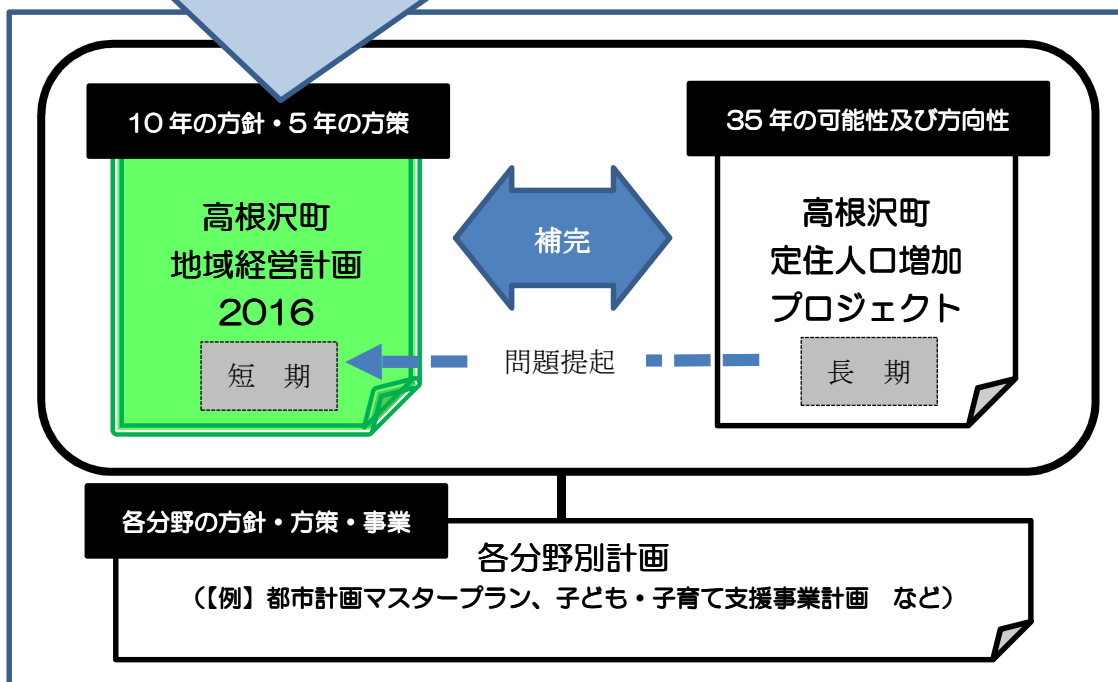 10年の方針・5年の方策
高根沢町
地域経営計画
2016
短　期
補完
問題提起
35年の可能性及び方向性
高根沢町
定住人口増加
プロジェクト
長　期
各分野の方針・方策・事業
各分野別計画
（【例】都市計画マスタープラン、子ども・子育て支援事業計画　など）